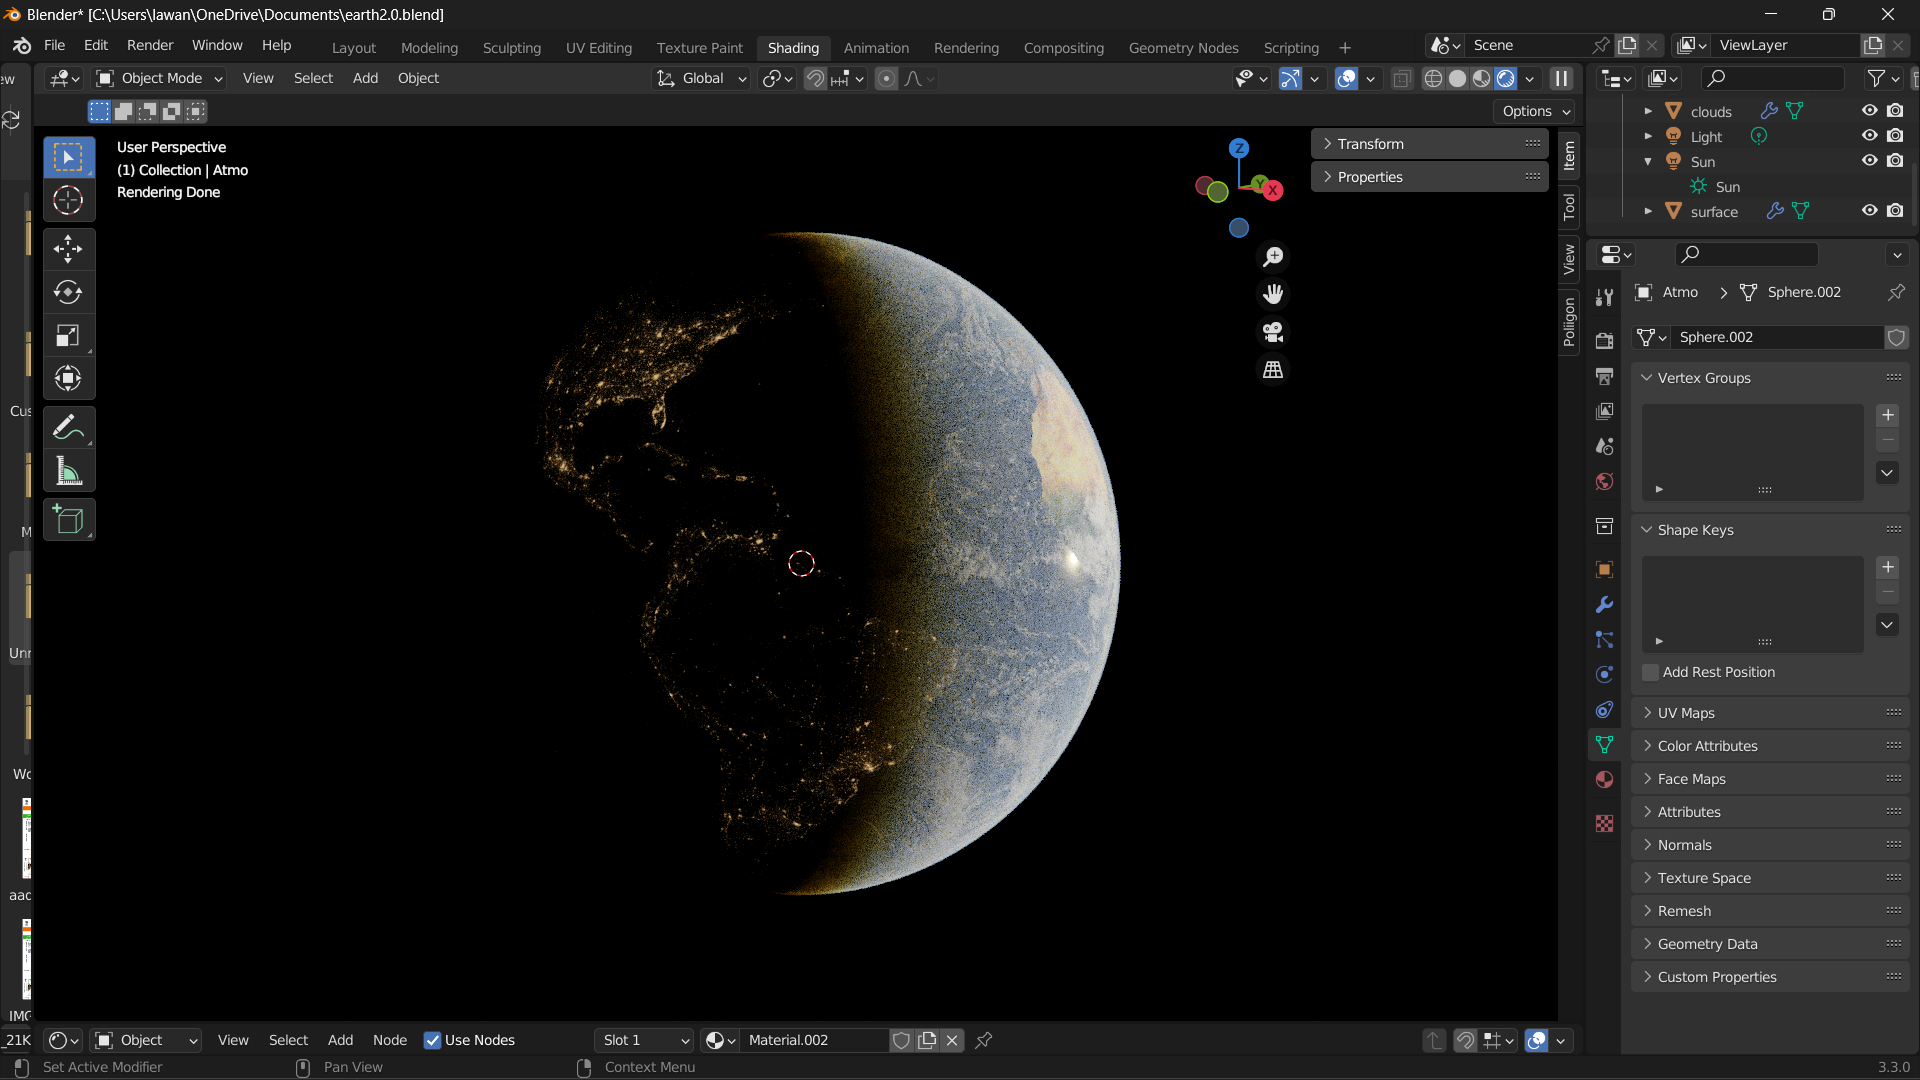 Blender* [C:\Users\lawan\OneDrive\Documents\earth2.0.blend]
File Edit Render Window Help Layout Modeling Sculpting UV Editing Texture Paint Shading Animation Rendering Compositing Geometry Nodes Scripting + Scene ViewLayer
ew Object Mode View Select Add Object Global
Options
User Perspective
(1) Collection | Atmo
Rendering Done
Z
Y
X
Transform
Properties
Item
Tool
View
Poliigon
clouds
Light
Sun
Sun
surface
Atmo > Sphere.002
Sphere.002
Vertex Groups
Shape Keys
Add Rest Position
UV Maps
Color Attributes
Face Maps
Attributes
Normals
Texture Space
Remesh
Geometry Data
Custom Properties
Cus
M
Unr
Wo
aad
IMG
_21K
Object View Select Add Node Use Nodes Slot 1 Material.002
Set Active Modifier Pan View Context Menu 3.3.0